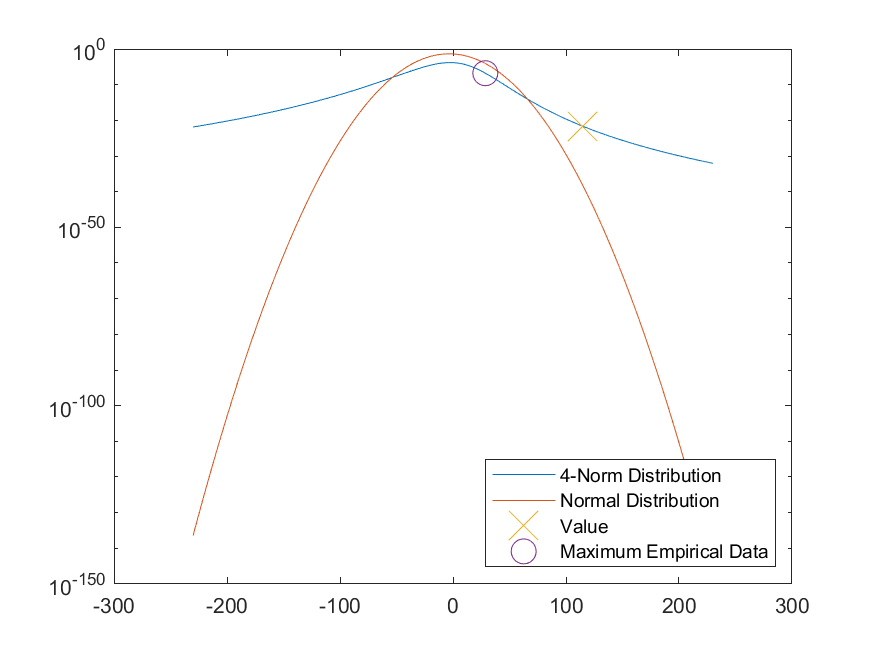 10^0
10^-50
10^-100
10^-150
-300 -200 -100 0 100 200 300
4-Norm Distribution
Normal Distribution
Value
Maximum Empirical Data